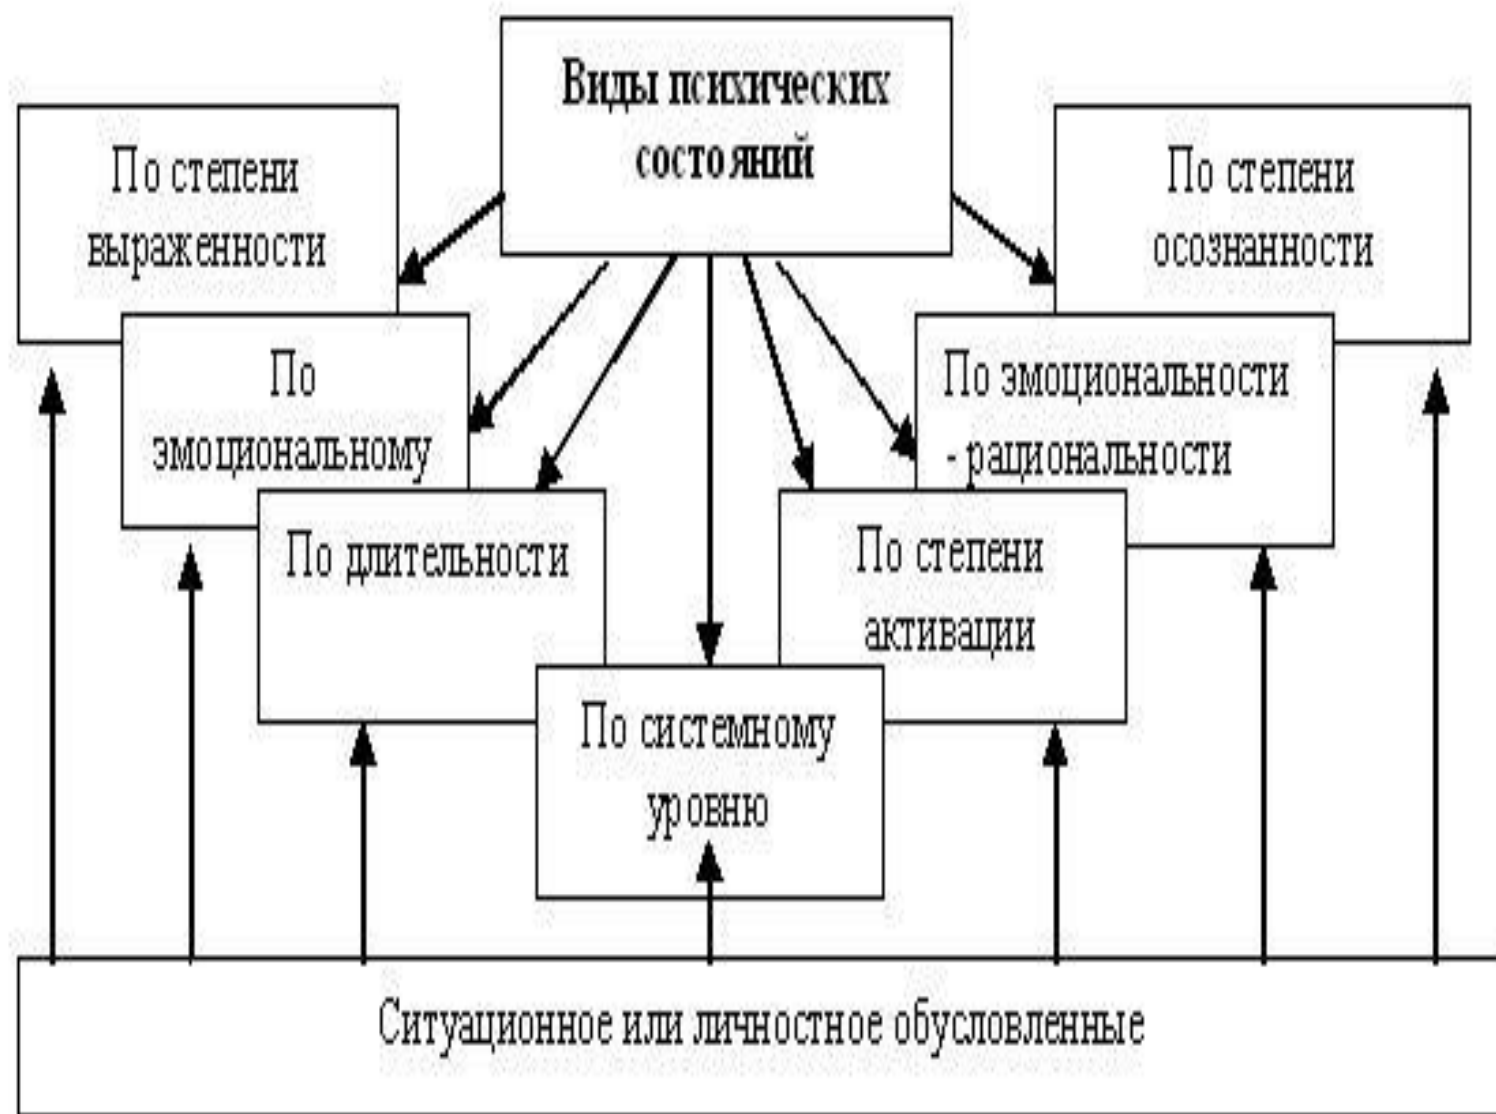 Виды психических
состояний
По степени
выраженности
По степени
осознанности
По
эмоциональному
По эмоциональности
- рациональности
По длительности
По степени
активации
По системному
уровню
Ситуационное или личностное обусловленные